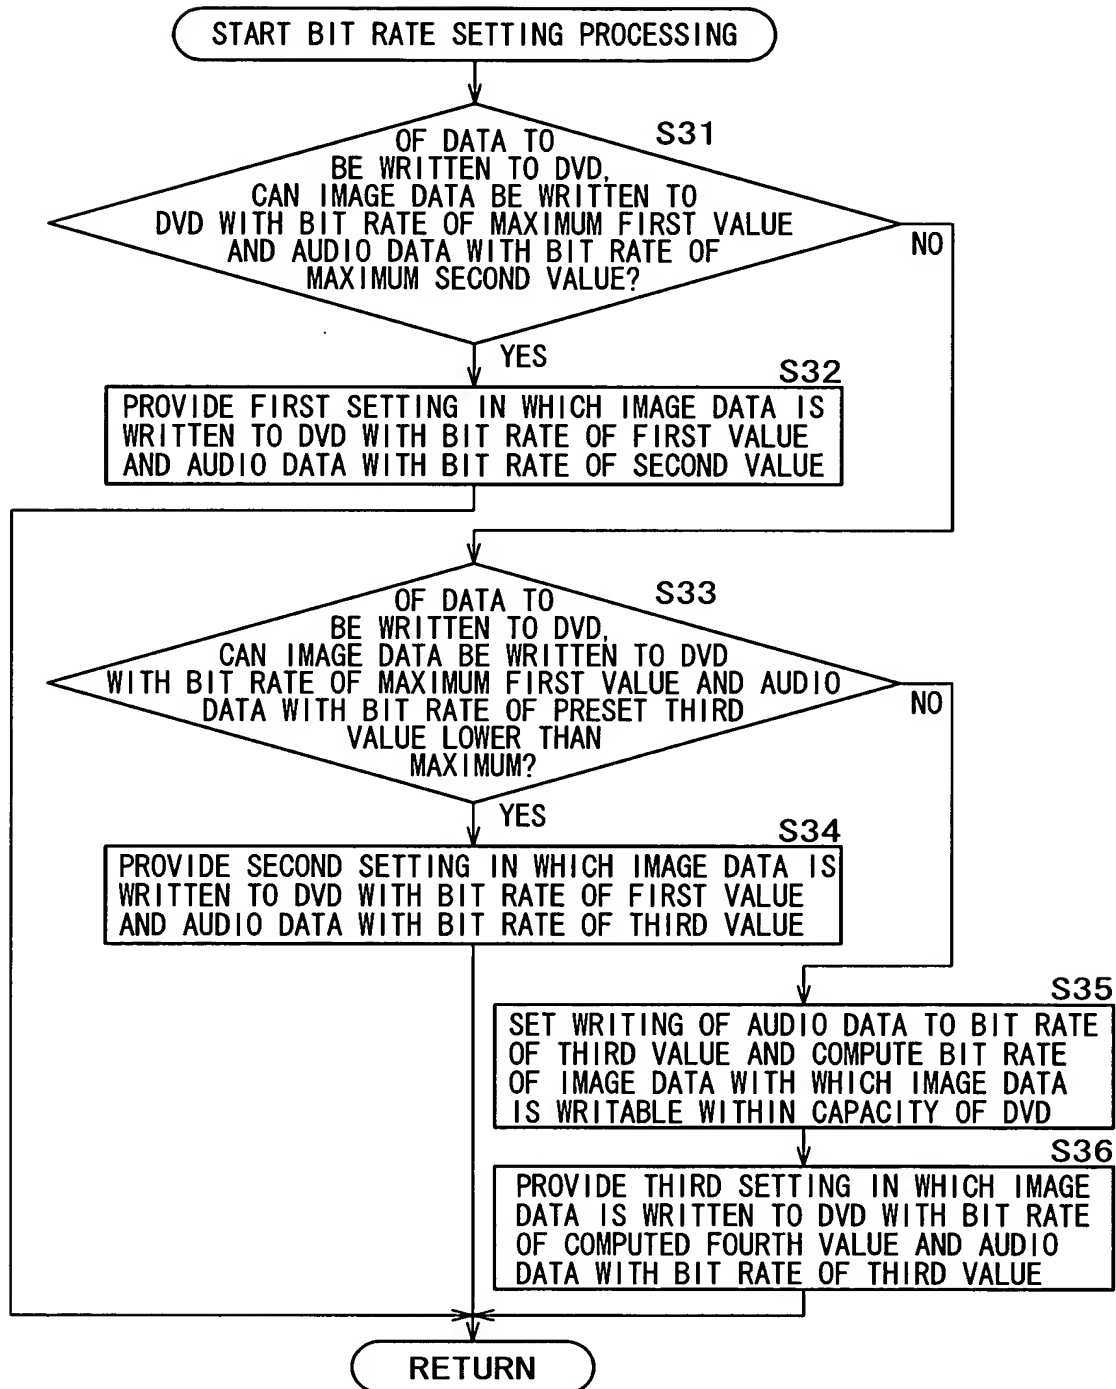 START BIT RATE SETTING PROCESSING
S31
OF DATA TO
BE WRITTEN TO DVD,
CAN IMAGE DATA BE WRITTEN TO
DVD WITH BIT RATE OF MAXIMUM FIRST VALUE
AND AUDIO DATA WITH BIT RATE OF
MAXIMUM SECOND VALUE?
NO
YES
S32
PROVIDE FIRST SETTING IN WHICH IMAGE DATA IS
WRITTEN TO DVD WITH BIT RATE OF FIRST VALUE
AND AUDIO DATA WITH BIT RATE OF SECOND VALUE
S33
OF DATA TO
BE WRITTEN TO DVD,
CAN IMAGE DATA BE WRITTEN TO DVD
WITH BIT RATE OF MAXIMUM FIRST VALUE AND AUDIO
DATA WITH BIT RATE OF PRESET THIRD
VALUE LOWER THAN
MAXIMUM?
NO
YES
S34
PROVIDE SECOND SETTING IN WHICH IMAGE DATA IS
WRITTEN TO DVD WITH BIT RATE OF FIRST VALUE
AND AUDIO DATA WITH BIT RATE OF THIRD VALUE
S35
SET WRITING OF AUDIO DATA TO BIT RATE
OF THIRD VALUE AND COMPUTE BIT RATE
OF IMAGE DATA WITH WHICH IMAGE DATA
IS WRITABLE WITHIN CAPACITY OF DVD
S36
PROVIDE THIRD SETTING IN WHICH IMAGE
DATA IS WRITTEN TO DVD WITH BIT RATE
OF COMPUTED FOURTH VALUE AND AUDIO
DATA WITH BIT RATE OF THIRD VALUE
RETURN